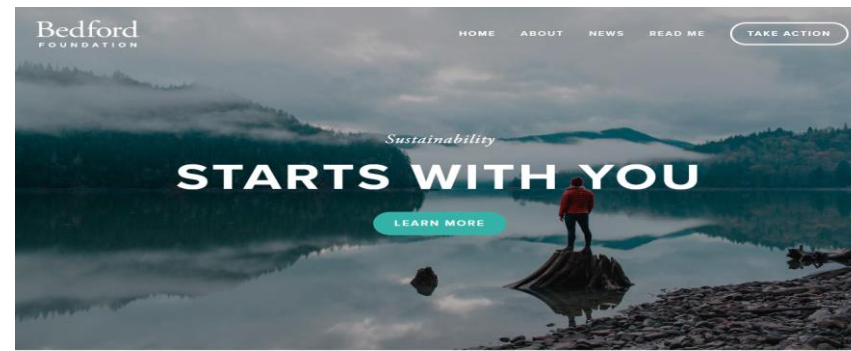 Bedford
FOUNDATION
HOME ABOUT NEWS READ ME TAKE ACTION
Sustainability
STARTS WITH YOU
LEARN MORE